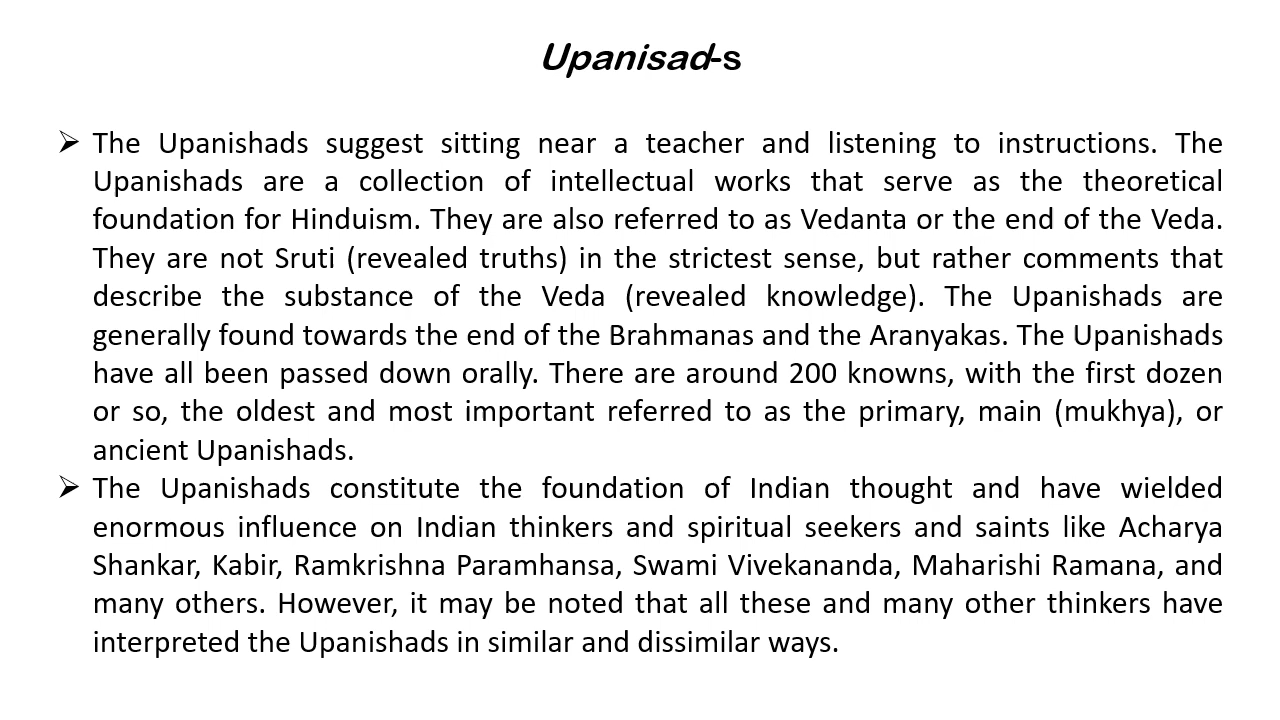 Upanisad-s
➢ The Upanishads suggest sitting near a teacher and listening to instructions. The
Upanishads are a collection of intellectual works that serve as the theoretical
foundation for Hinduism. They are also referred to as Vedanta or the end of the Veda.
They are not Sruti (revealed truths) in the strictest sense, but rather comments that
describe the substance of the Veda (revealed knowledge). The Upanishads are
generally found towards the end of the Brahmanas and the Aranyakas. The Upanishads
have all been passed down orally. There are around 200 knowns, with the first dozen
or so, the oldest and most important referred to as the primary, main (mukhya), or
ancient Upanishads.
➢ The Upanishads constitute the foundation of Indian thought and have wielded
enormous influence on Indian thinkers and spiritual seekers and saints like Acharya
Shankar, Kabir, Ramkrishna Paramhansa, Swami Vivekananda, Maharishi Ramana, and
many others. However, it may be noted that all these and many other thinkers have
interpreted the Upanishads in similar and dissimilar ways.